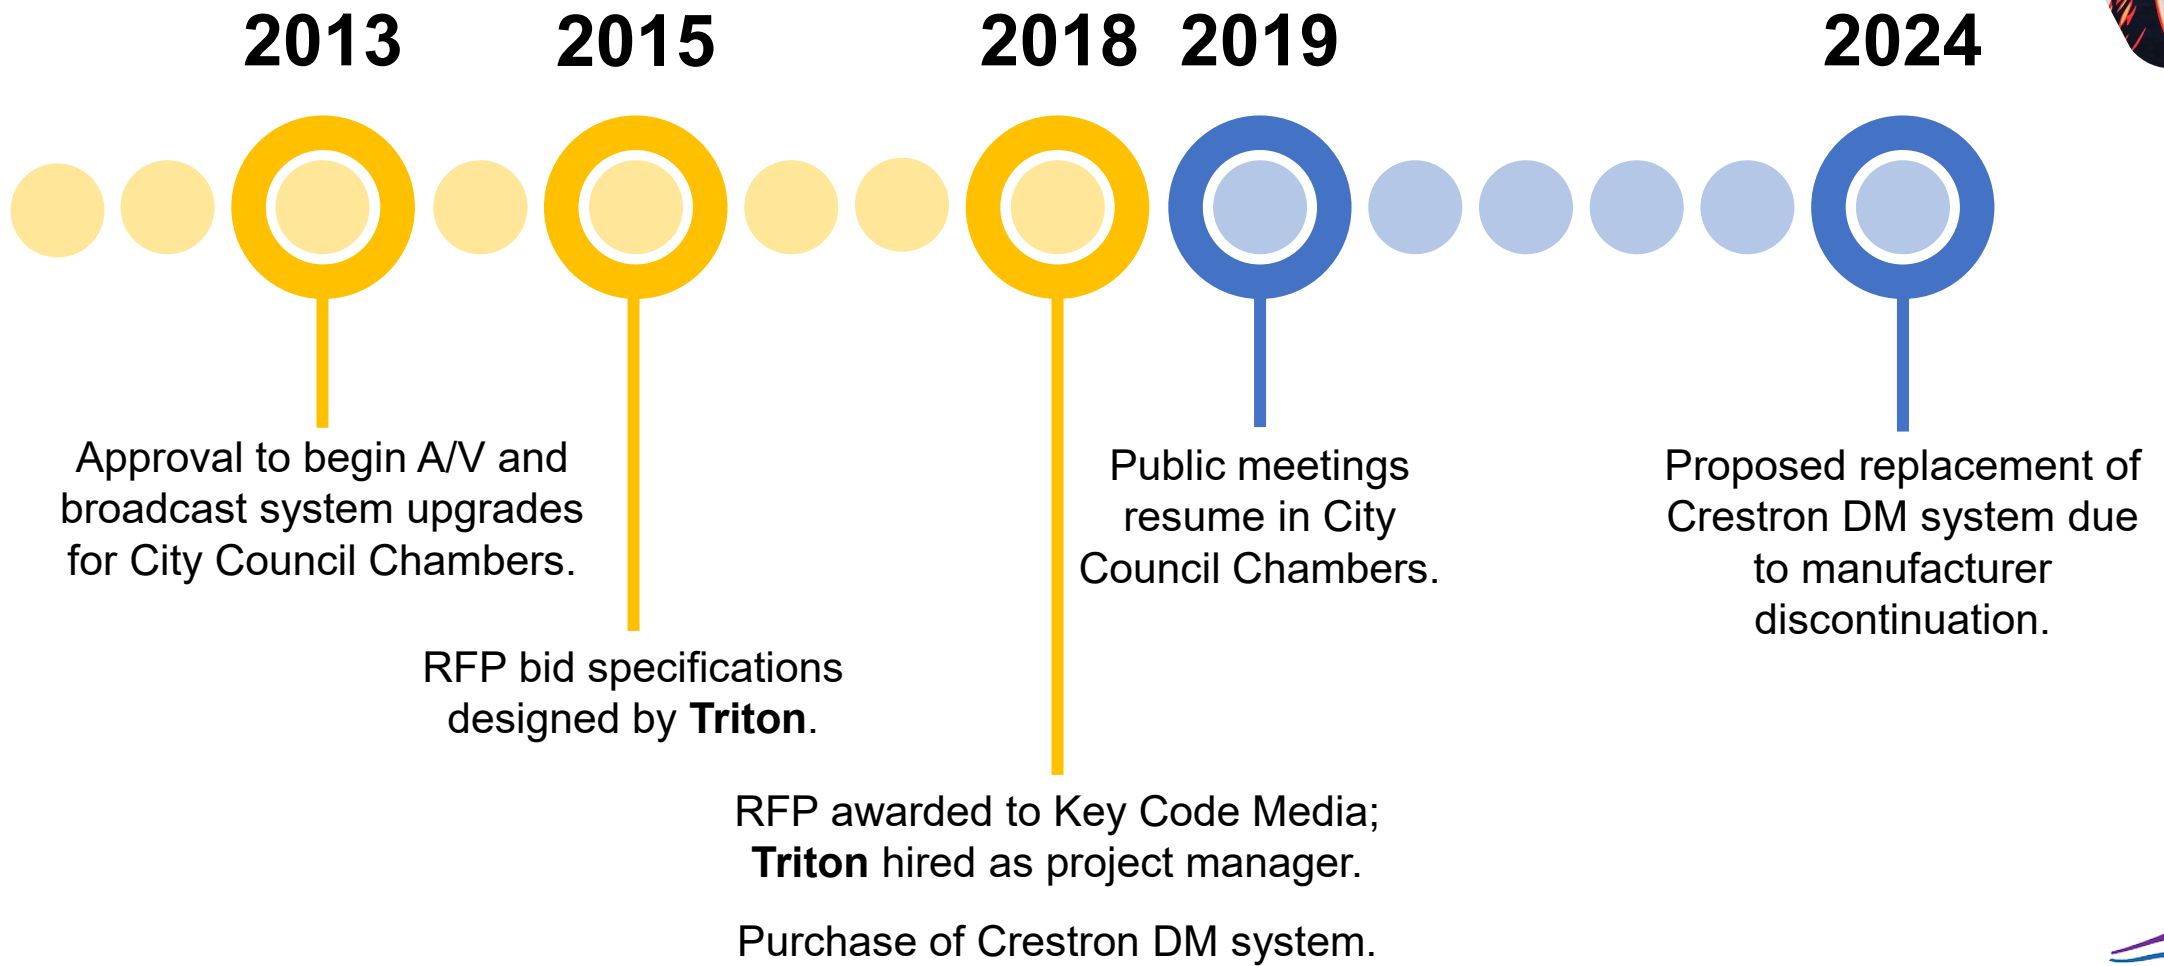 2013
2015
2018
2019
2024
Approval to begin A/V and
broadcast system upgrades
for City Council Chambers.
RFP bid specifications
designed by Triton.
RFP awarded to Key Code Media;
Triton hired as project manager.
Purchase of Crestron DM system.
Public meetings
resume in City
Council Chambers.
Proposed replacement of
Crestron DM system due
to manufacturer
discontinuation.